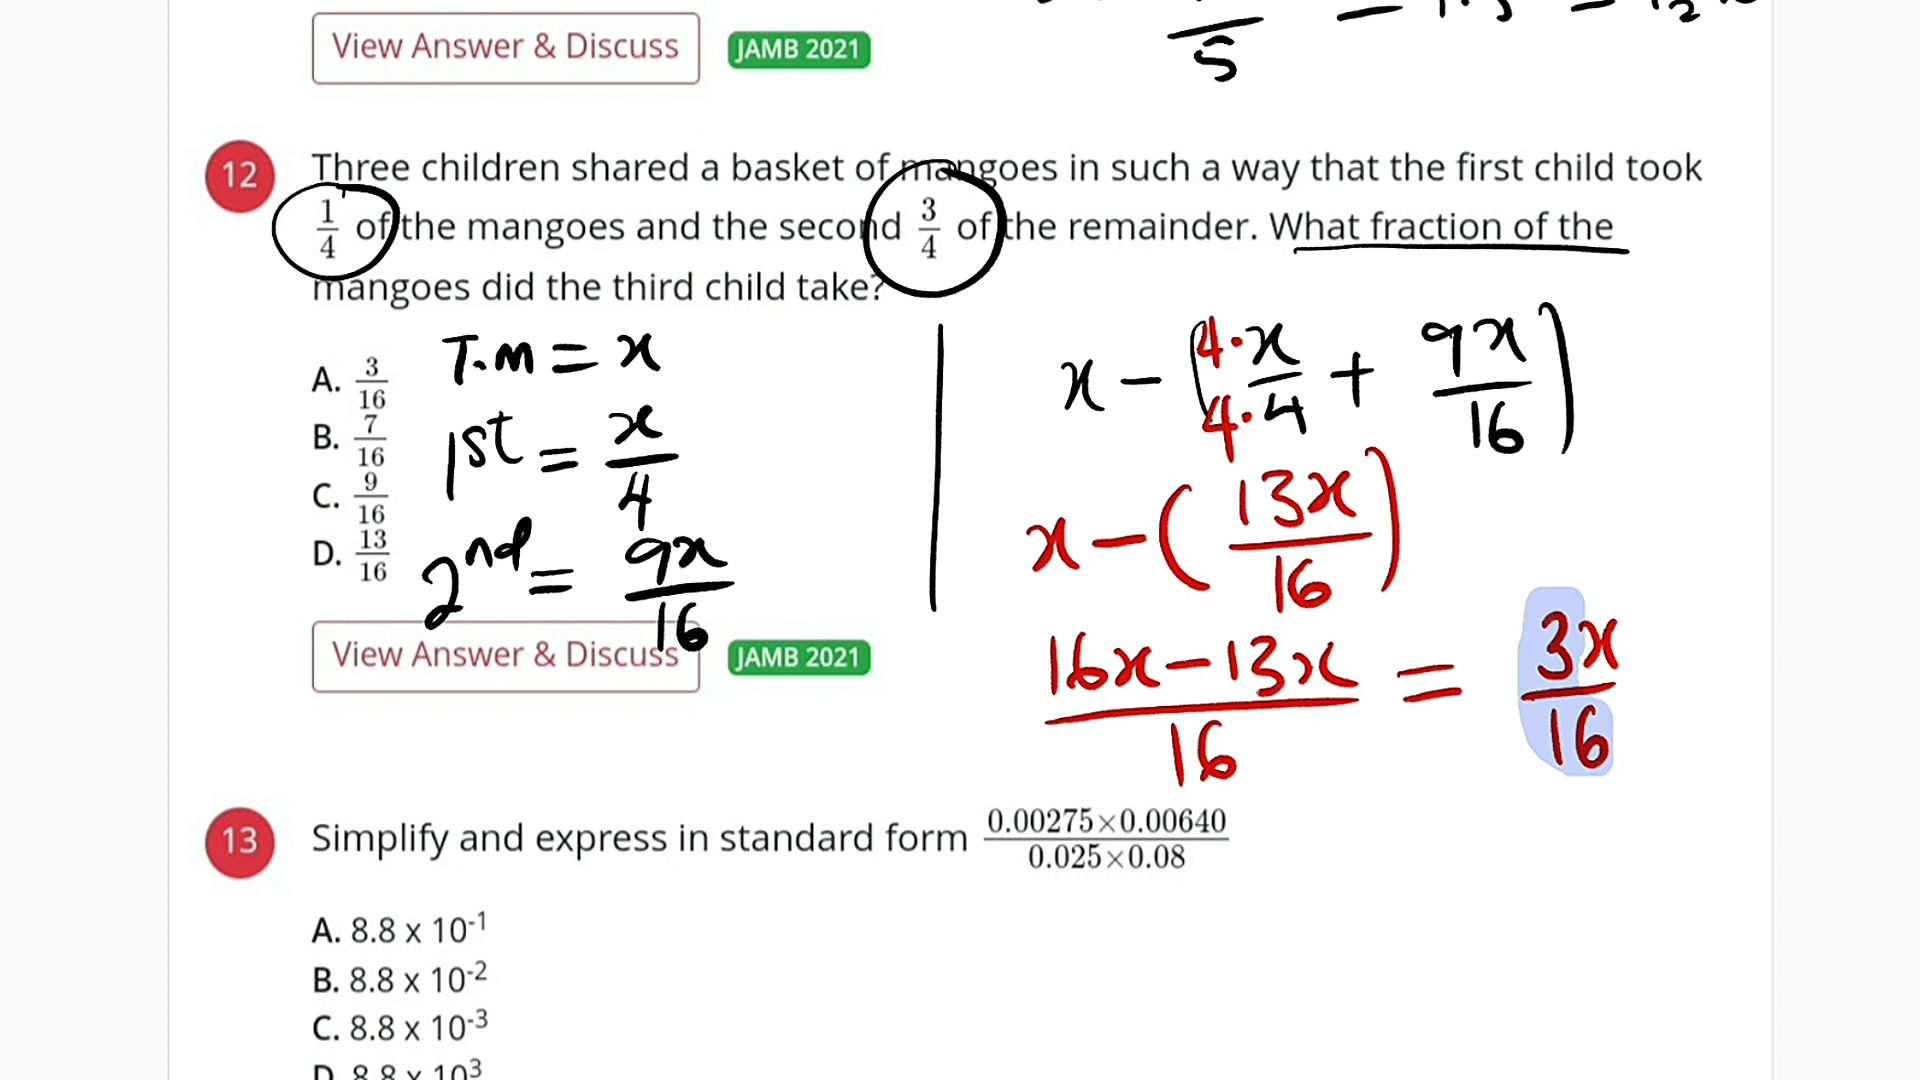 5
View Answer & Discuss JAMB 2021
12 Three children shared a basket of mangoes in such a way that the first child took
1/4 of the mangoes and the second 3/4 of the remainder. What fraction of the
mangoes did the third child take?
A. 3/16
B. 7/16
C. 9/16
D. 13/16
T.M = x
1st = x/4
2nd = 9x/16
x - (4·x/4·4 + 9x/16)
x - (13x/16)
16x - 13x/16 = 3x/16
View Answer & Discuss JAMB 2021
13 Simplify and express in standard form 0.00275×0.00640/0.025×0.08
A. 8.8 x 10⁻¹
B. 8.8 x 10⁻²
C. 8.8 x 10⁻³
D. 8.8 x 10³